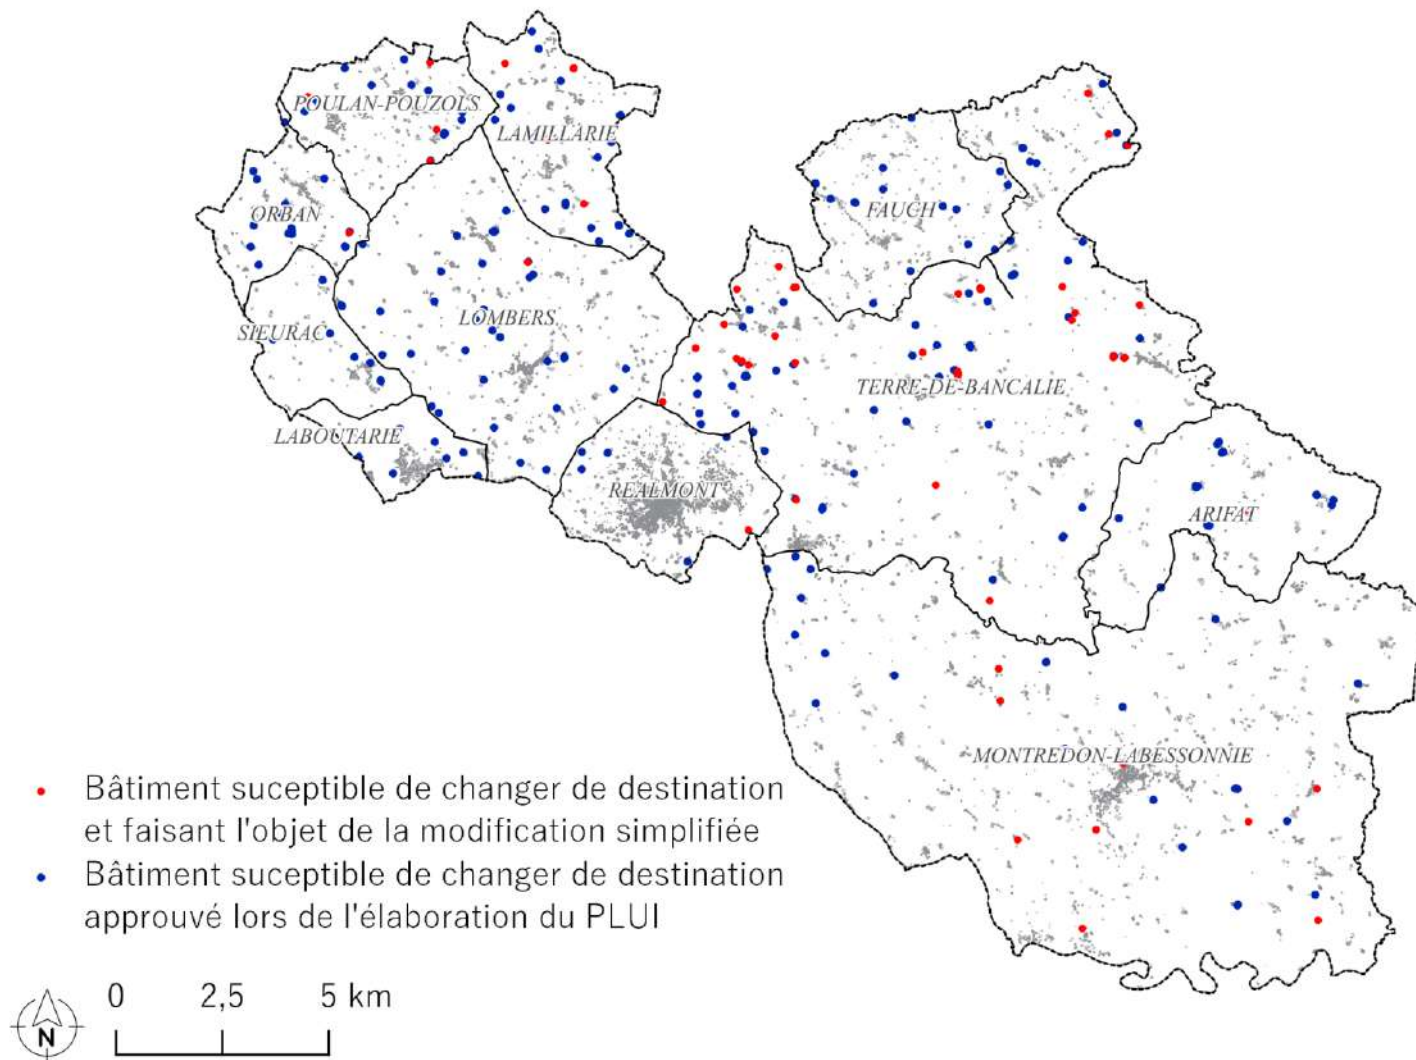 POULAN-POUZOLS
LAMILLARIE
ORBAN
FAUCH
SIEURAC
LOMBERS
TERRE-DE-BANCALIE
LABOUTARIE
REALMONT
ARIFAT
MONTREDON-LABESSONNIE
Bâtiment suceptible de changer de destination
et faisant l'objet de la modification simplifiée
Bâtiment suceptible de changer de destination
approuvé lors de l'élaboration du PLUI
N
0 2,5 5 km